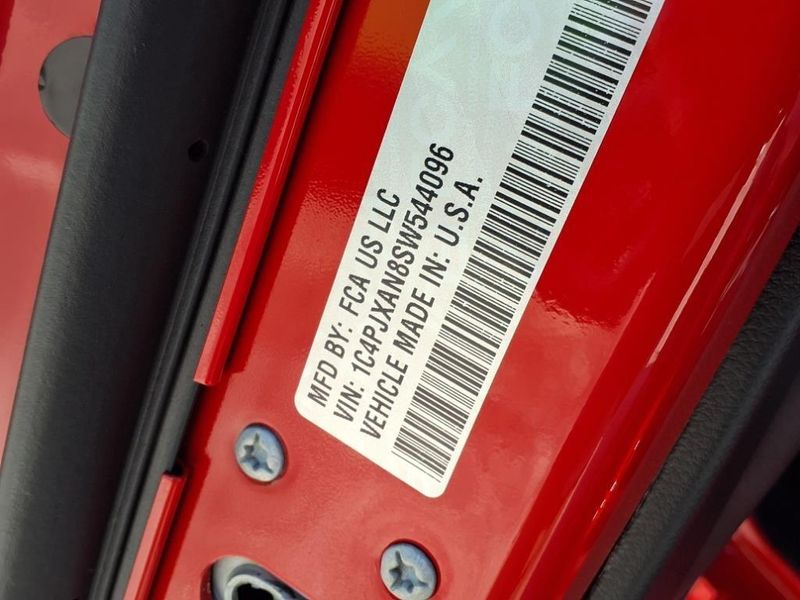 MFD BY: FCA US LLC
VIN: 1C4PJXAN8SW544096
VEHICLE MADE IN: U.S.A.